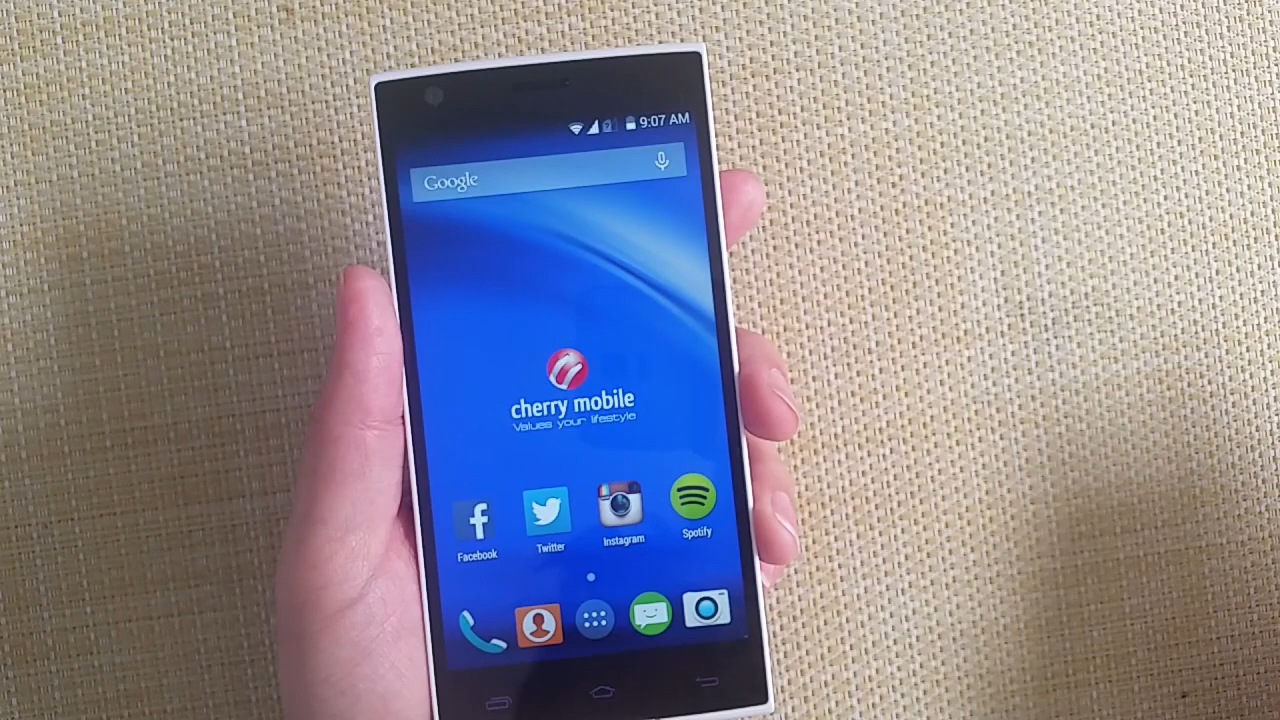 9:07 AM
Google
cherry mobile
Values your lifestyle
Facebook
Twitter
Instagram
Spotify